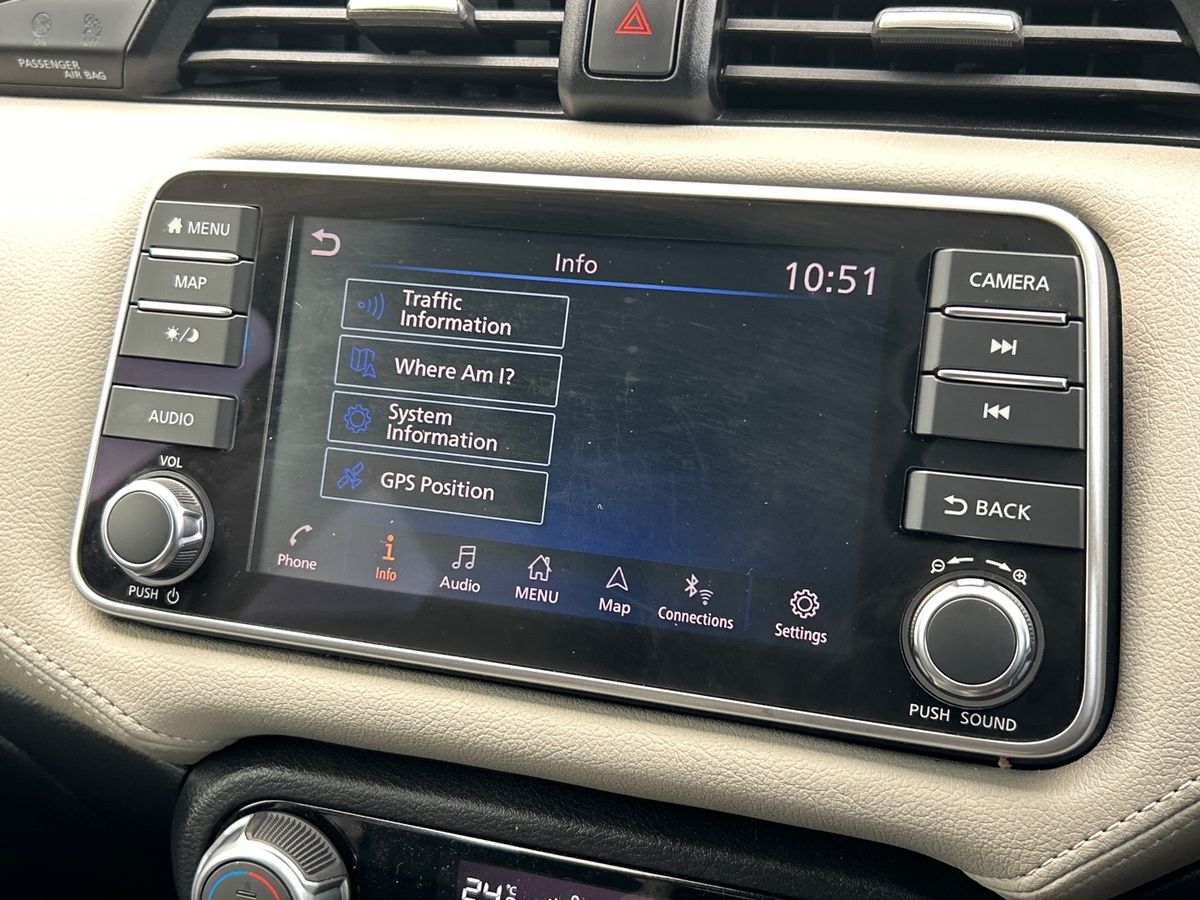 PASSENGER
AIR BAG
MENU
MAP
AUDIO
VOL
PUSH
Info
10:51
Traffic
Information
Where Am I?
System
Information
GPS Position
Phone
Info
Audio
MENU
Map
Connections
Settings
CAMERA
BACK
PUSH SOUND
24°C